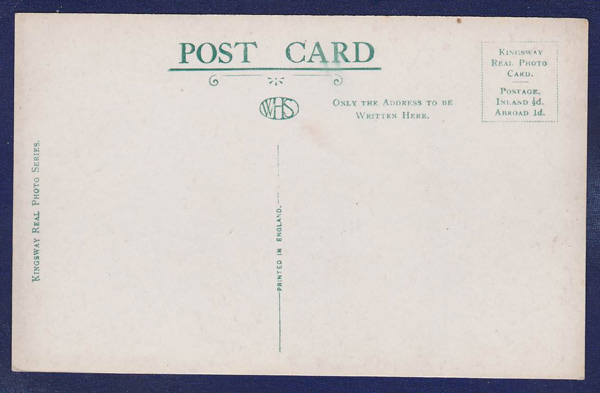 POST CARD
WHS
ONLY THE ADDRESS TO BE
WRITTEN HERE.
KINGSWAY
REAL PHOTO
CARD.
POSTAGE,
INLAND ½d.
ABROAD 1d.
KINGSWAY REAL PHOTO SERIES.
PRINTED IN ENGLAND.